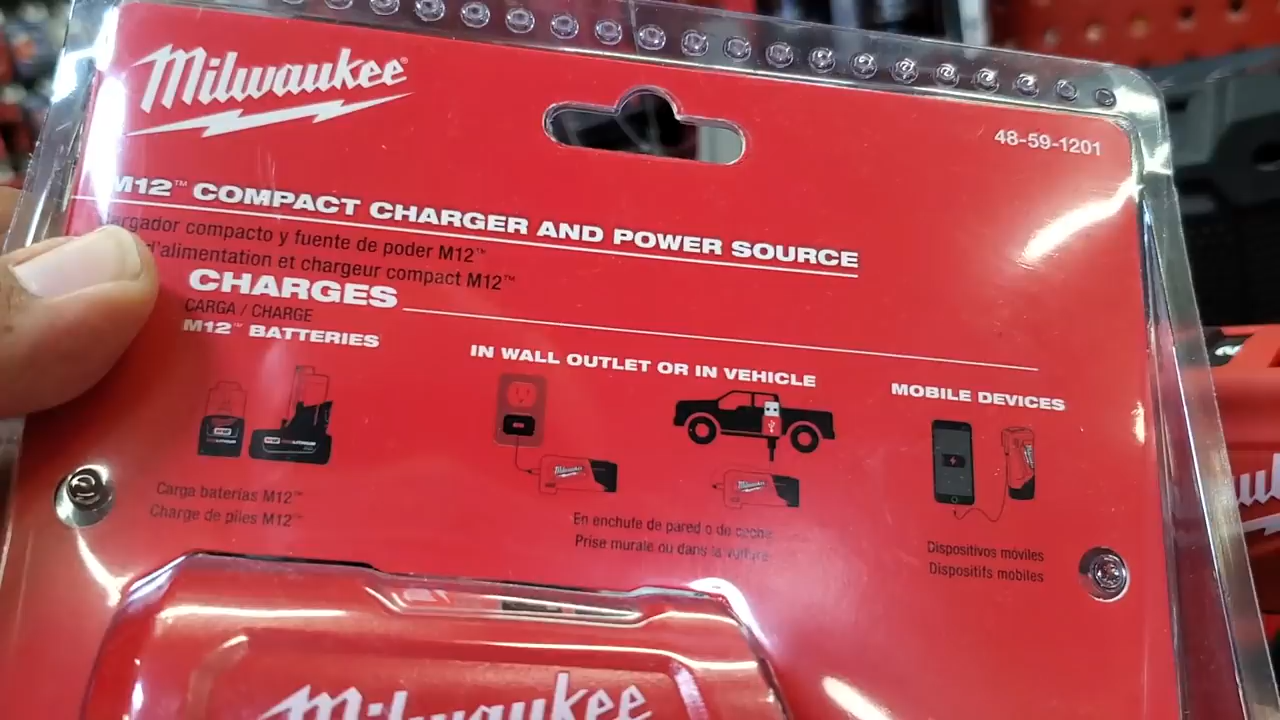 Milwaukee®
48-59-1201
M12™ COMPACT CHARGER AND POWER SOURCE
compacto y fuente de poder M12™
d'alimentation et chargeur compact M12™
CHARGES
CARGA / CHARGE
M12™ BATTERIES
IN WALL OUTLET OR IN VEHICLE
MOBILE DEVICES
Milwaukee
Milwaukee
Carga baterías M12™
Charge de piles M12™
En enchufe de pared o de coche
Prise murale ou dans la voiture
Dispositivos móviles
Dispositifs mobiles
Milwaukee